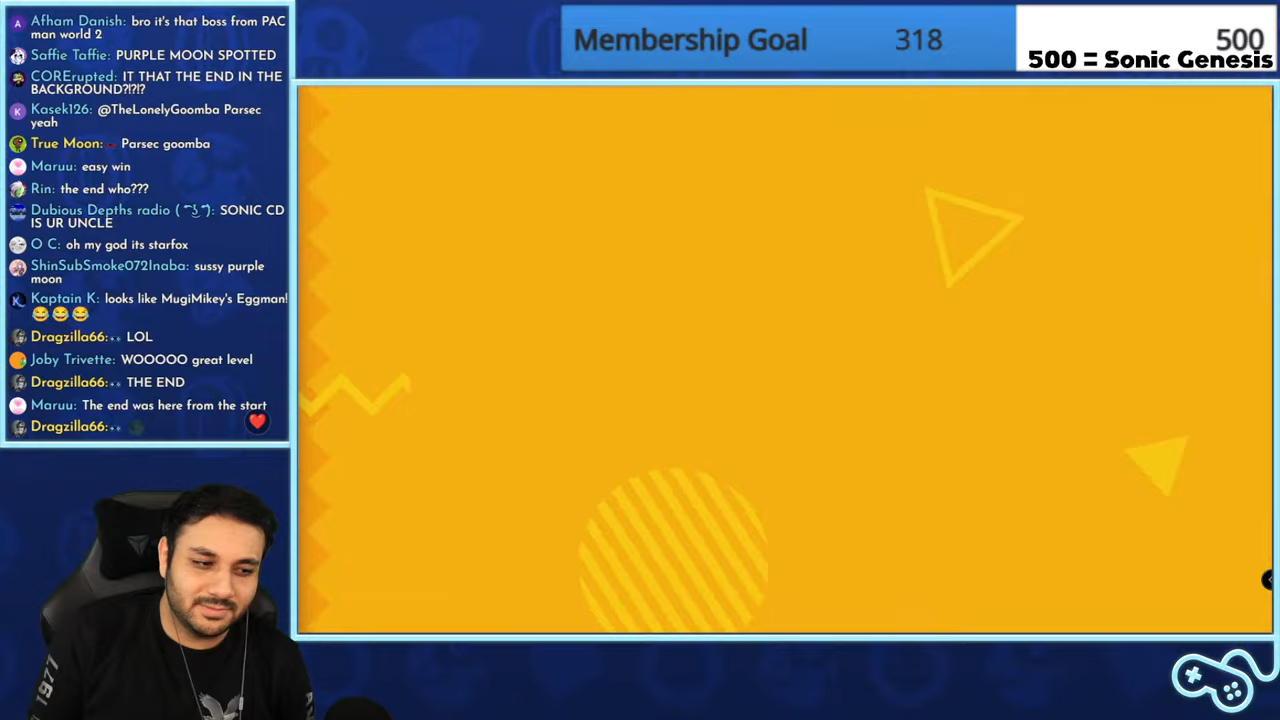 Afham Danish: bro it's that boss from PAC
man world 2
Saffie Taffie: PURPLE MOON SPOTTED
CORErupted: IT THAT THE END IN THE
BACKGROUND?!?!?
Kasek126: @TheLonelyGoomba Parsec
yeah
True Moon: Parsec goomba
Maruu: easy win
Rin: the end who???
Dubious Depths radio ( ͡° ͜ʖ ͡°): SONIC CD
IS UR UNCLE
O C: oh my god its starfox
ShinSubSmoke072Inaba: sussy purple
moon
Kaptain K: looks like MugiMikey's Eggman!
😂 😂 😂
Dragzilla66: LOL
Joby Trivette: WOOOOO great level
Dragzilla66: THE END
Maruu: The end was here from the start
Dragzilla66:
Membership Goal 318 500
500 = Sonic Genesis
1977